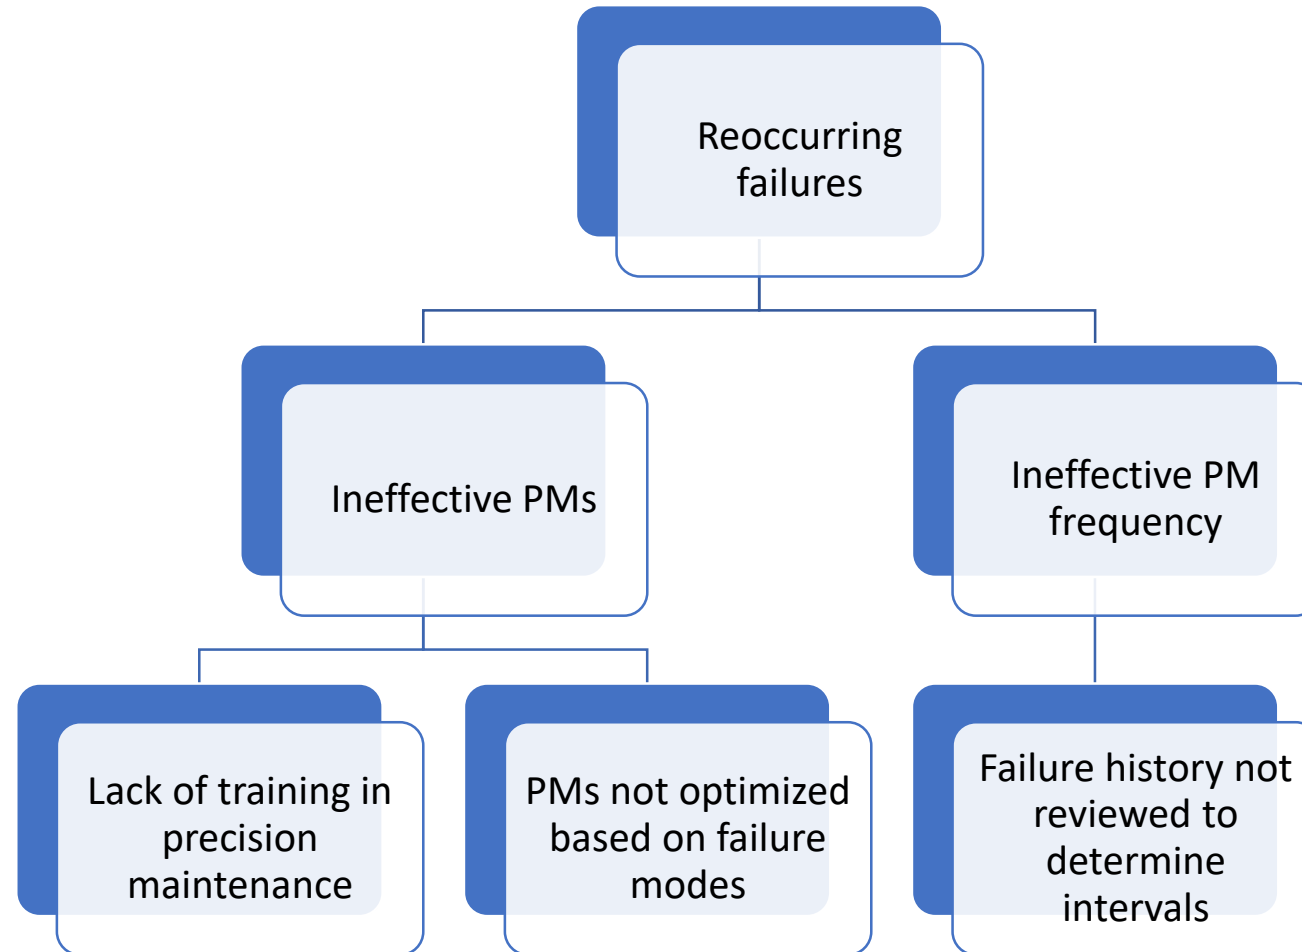 Reoccurring
failures
Ineffective PMs
Ineffective PM
frequency
Lack of training in
precision
maintenance
PMs not optimized
based on failure
modes
Failure history not
reviewed to
determine
intervals